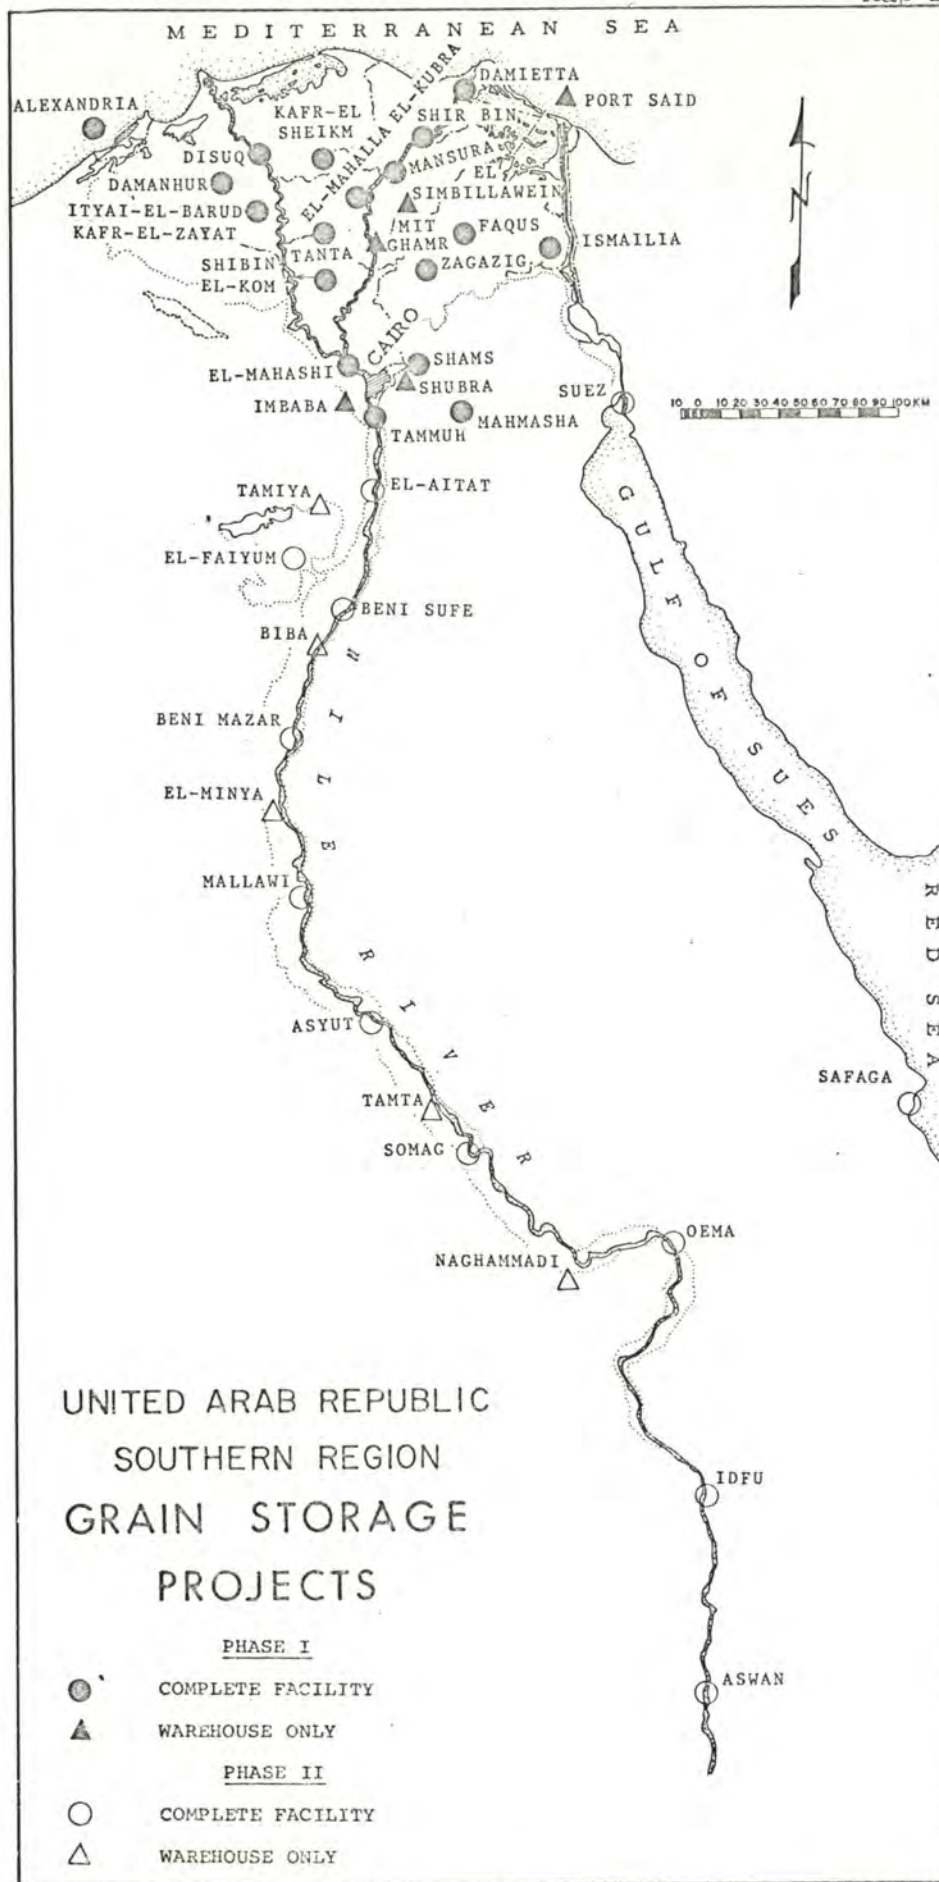 MEDITERRANEAN SEA
DAMIETTA
ALEXANDRIA
PORT SAID
KAFR-EL
SHEIKM
EL-MAHALLA EL-KUBRA
SHIR BIN
DISUQ
MANSURA
DAMANHUR
EL
SIMBILLAWEIN
ITYAI-EL-BARUD
KAFR-EL-ZAYAT
MIT
GHAMR
FAQUS
ISMAILIA
TANTA
SHIBIN
EL-KOM
ZAGAZIG
N
CAIRO
EL-MAHASHI
SHAMS
SHUBRA
IMBABA
SUEZ
MAHMASHA
TAMMUH
10 0 10 20 30 40 50 60 70 80 90 100 KM
EL-AITAT
TAMIYA
GULF OF SUES
EL-FAIYUM
BENI SUFE
BIBA
NILE RIVER
BENI MAZAR
EL-MINYA
MALLAWI
RED SEA
ASYUT
SAFAGA
TAMTA
SOMAG
OEMA
NAGHAMMADI
UNITED ARAB REPUBLIC
SOUTHERN REGION
GRAIN STORAGE
PROJECTS
IDFU
PHASE I
COMPLETE FACILITY
ASWAN
WAREHOUSE ONLY
PHASE II
COMPLETE FACILITY
WAREHOUSE ONLY